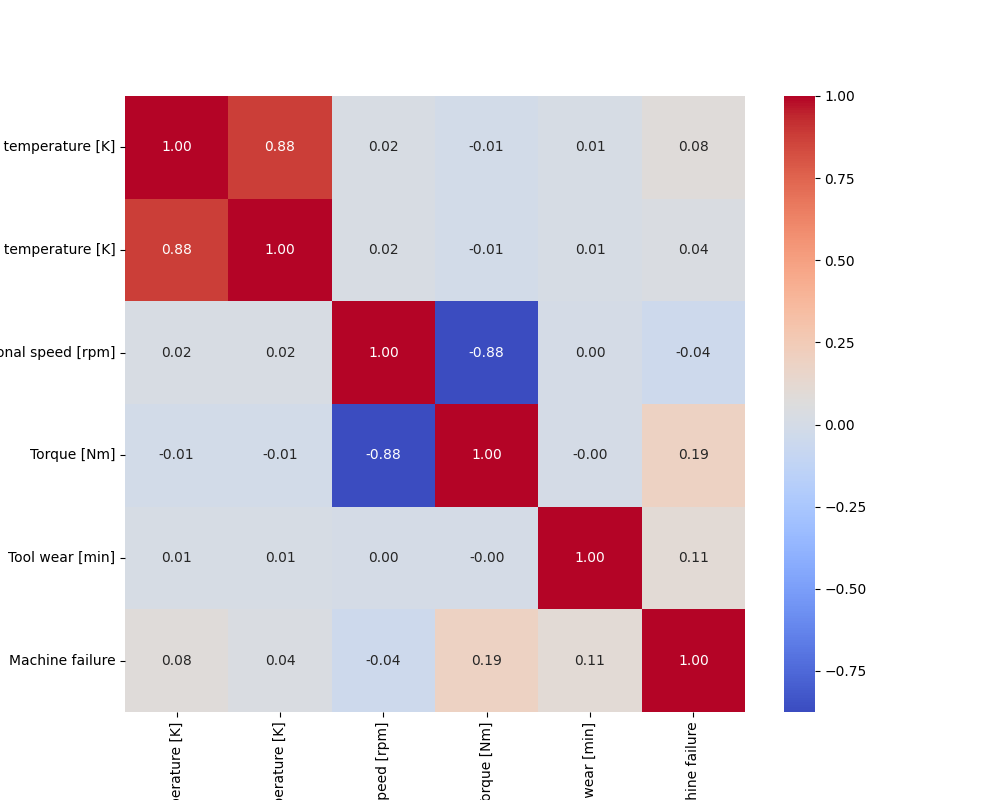 temperature [K] 1.00 0.88 0.02 -0.01 0.01 0.08
temperature [K] 0.88 1.00 0.02 -0.01 0.01 0.04
onal speed [rpm] 0.02 0.02 1.00 -0.88 0.00 -0.04
Torque [Nm] -0.01 -0.01 -0.88 1.00 -0.00 0.19
Tool wear [min] 0.01 0.01 0.00 -0.00 1.00 0.11
Machine failure 0.08 0.04 -0.04 0.19 0.11 1.00
perature [K]
perature [K]
peed [rpm]
orque [Nm]
wear [min]
hine failure
1.00
0.75
0.50
0.25
0.00
−0.25
−0.50
−0.75